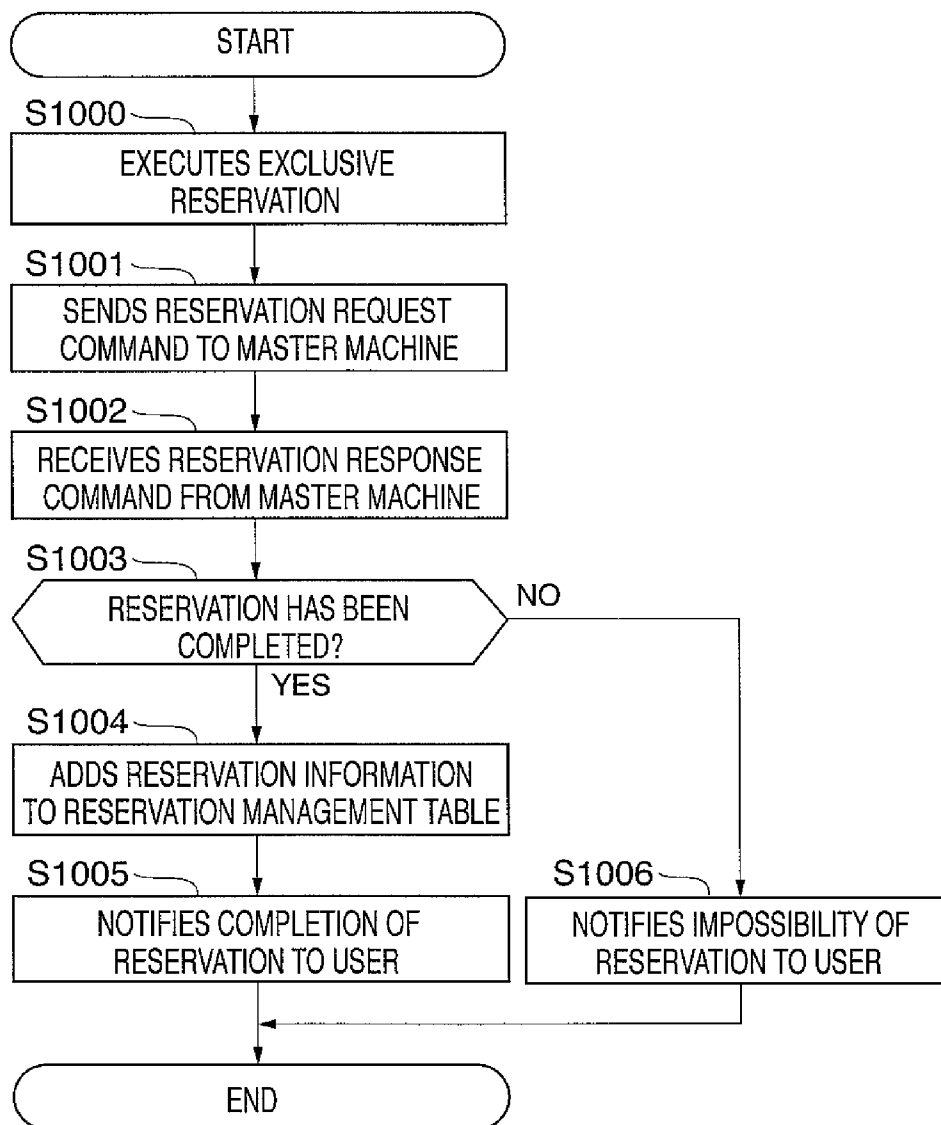 START
S1000
EXECUTES EXCLUSIVE
RESERVATION
S1001
SENDS RESERVATION REQUEST
COMMAND TO MASTER MACHINE
S1002
RECEIVES RESERVATION RESPONSE
COMMAND FROM MASTER MACHINE
S1003
RESERVATION HAS BEEN
COMPLETED?
NO
YES
S1004
ADDS RESERVATION INFORMATION
TO RESERVATION MANAGEMENT TABLE
S1005
NOTIFIES COMPLETION OF
RESERVATION TO USER
S1006
NOTIFIES IMPOSSIBILITY OF
RESERVATION TO USER
END